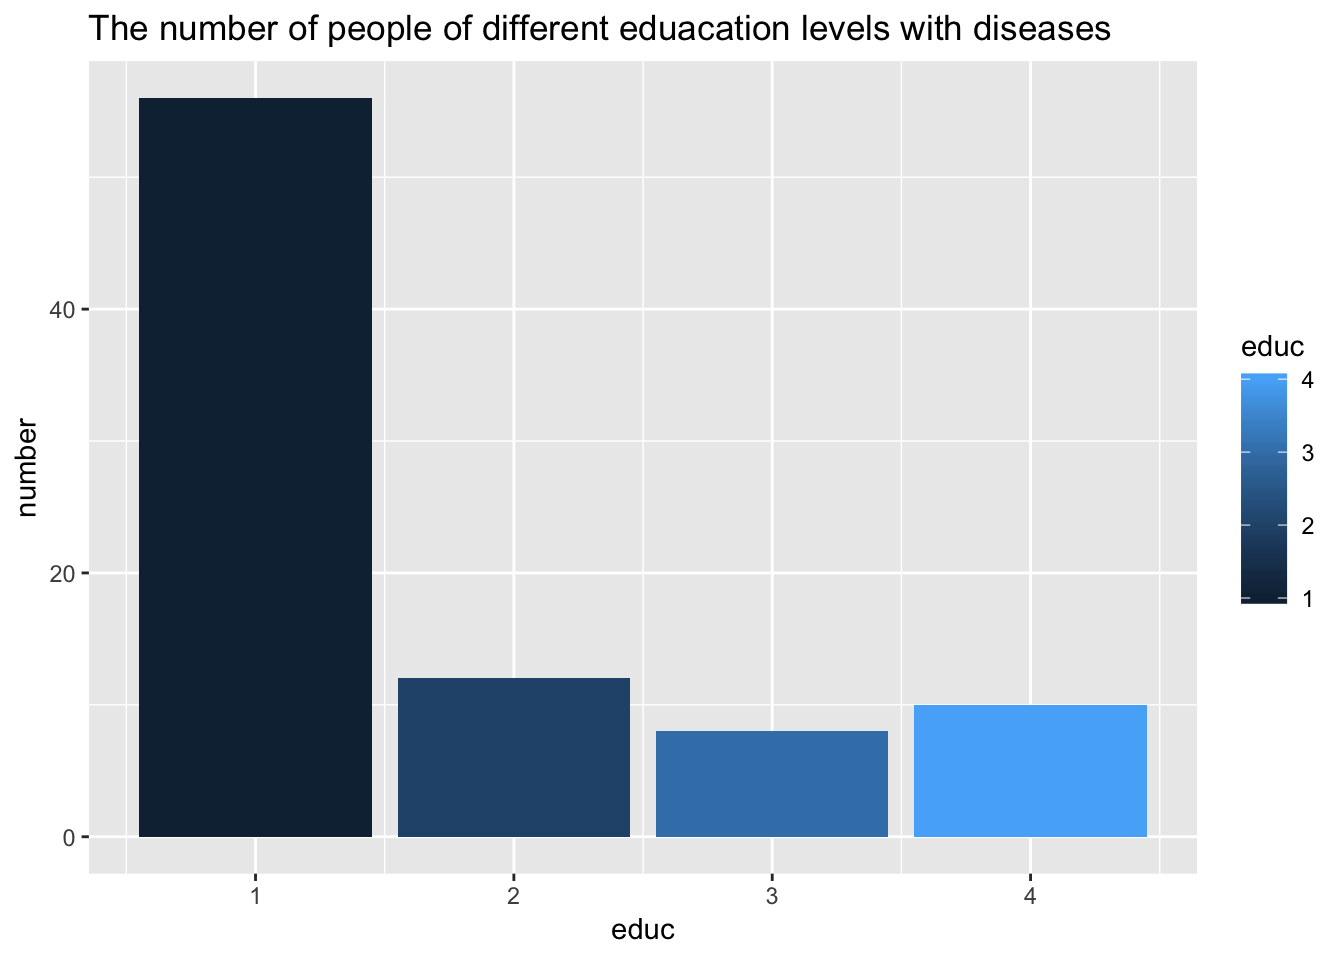 The number of people of different eduacation levels with diseases
number
40
20
0
1
2
3
4
educ
educ
4
3
2
1